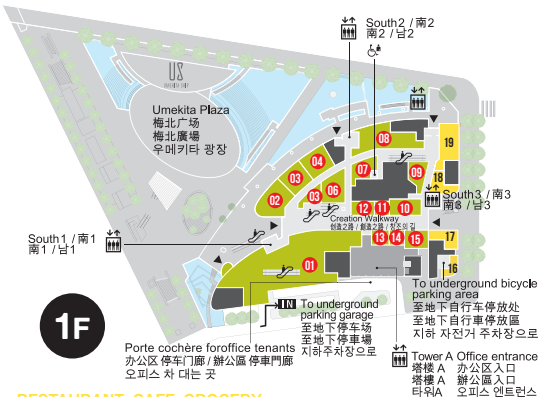 South2 / 南2
南2 / 남2
Umekita Plaza
梅北广场
梅北廣場
우메키타 광장
08
19
04
07
09
03
18
02
03
06
South3 / 南3
南3 / 남3
12
11
10
Creation Walkway
创造之路 / 創造之路 / 창조의 길
South1 / 南1
南1 / 남1
13
14
15
17
01
16
1F
IN
To underground
parking garage
至地下停车场
至地下停車場
지하주차장으로
To underground bicycle
parking area
至地下自行车停放处
至地下自行車停放區
지하 자전거 주차장으로
Porte cochère foroffice tenants
办公区 停车门廊 / 辦公區 停車門廊
오피스 차 대는 곳
Tower A Office entrance
塔楼 A 办公区入口
塔樓 A 辦公區入口
타워A 오피스 엔트런스
RESTAURANT, CAFE, GROCERY